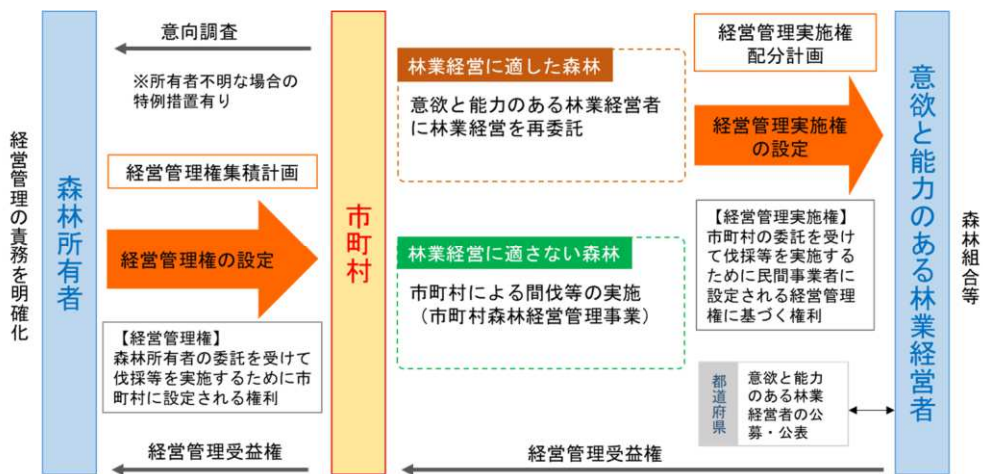 経営管理の責務を明確化
森林所有者
意向調査
※所有者不明な場合の
特例措置有り
経営管理権集積計画
経営管理権の設定
【経営管理権】
森林所有者の委託を受けて
伐採等を実施するために市
町村に設定される権利
経営管理受益権
市町村
林業経営に適した森林
意欲と能力のある林業経営者
に林業経営を再委託
林業経営に適さない森林
市町村による間伐等の実施
（市町村森林経営管理事業）
経営管理実施権
配分計画
経営管理実施権
の設定
【経営管理実施権】
市町村の委託を受け
て伐採等を実施する
ために民間事業者に
設定される経営管理
権に基づく権利
都道府県
意欲と能力
のある林業
経営者の公
募・公表
経営管理受益権
意欲と能力のある林業経営者
森林組合等